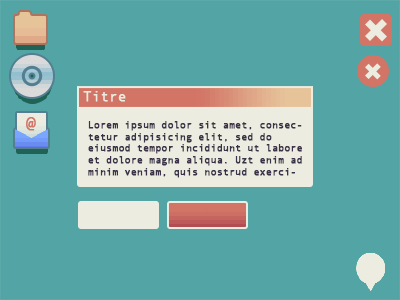 @
Titre
Lorem ipsum dolor sit amet, consec-
tetur adipisicing elit, sed do
eiusmod tempor incididunt ut labore
et dolore magna aliqua. Uzt enim ad
minim veniam, quis nostrud exerci-